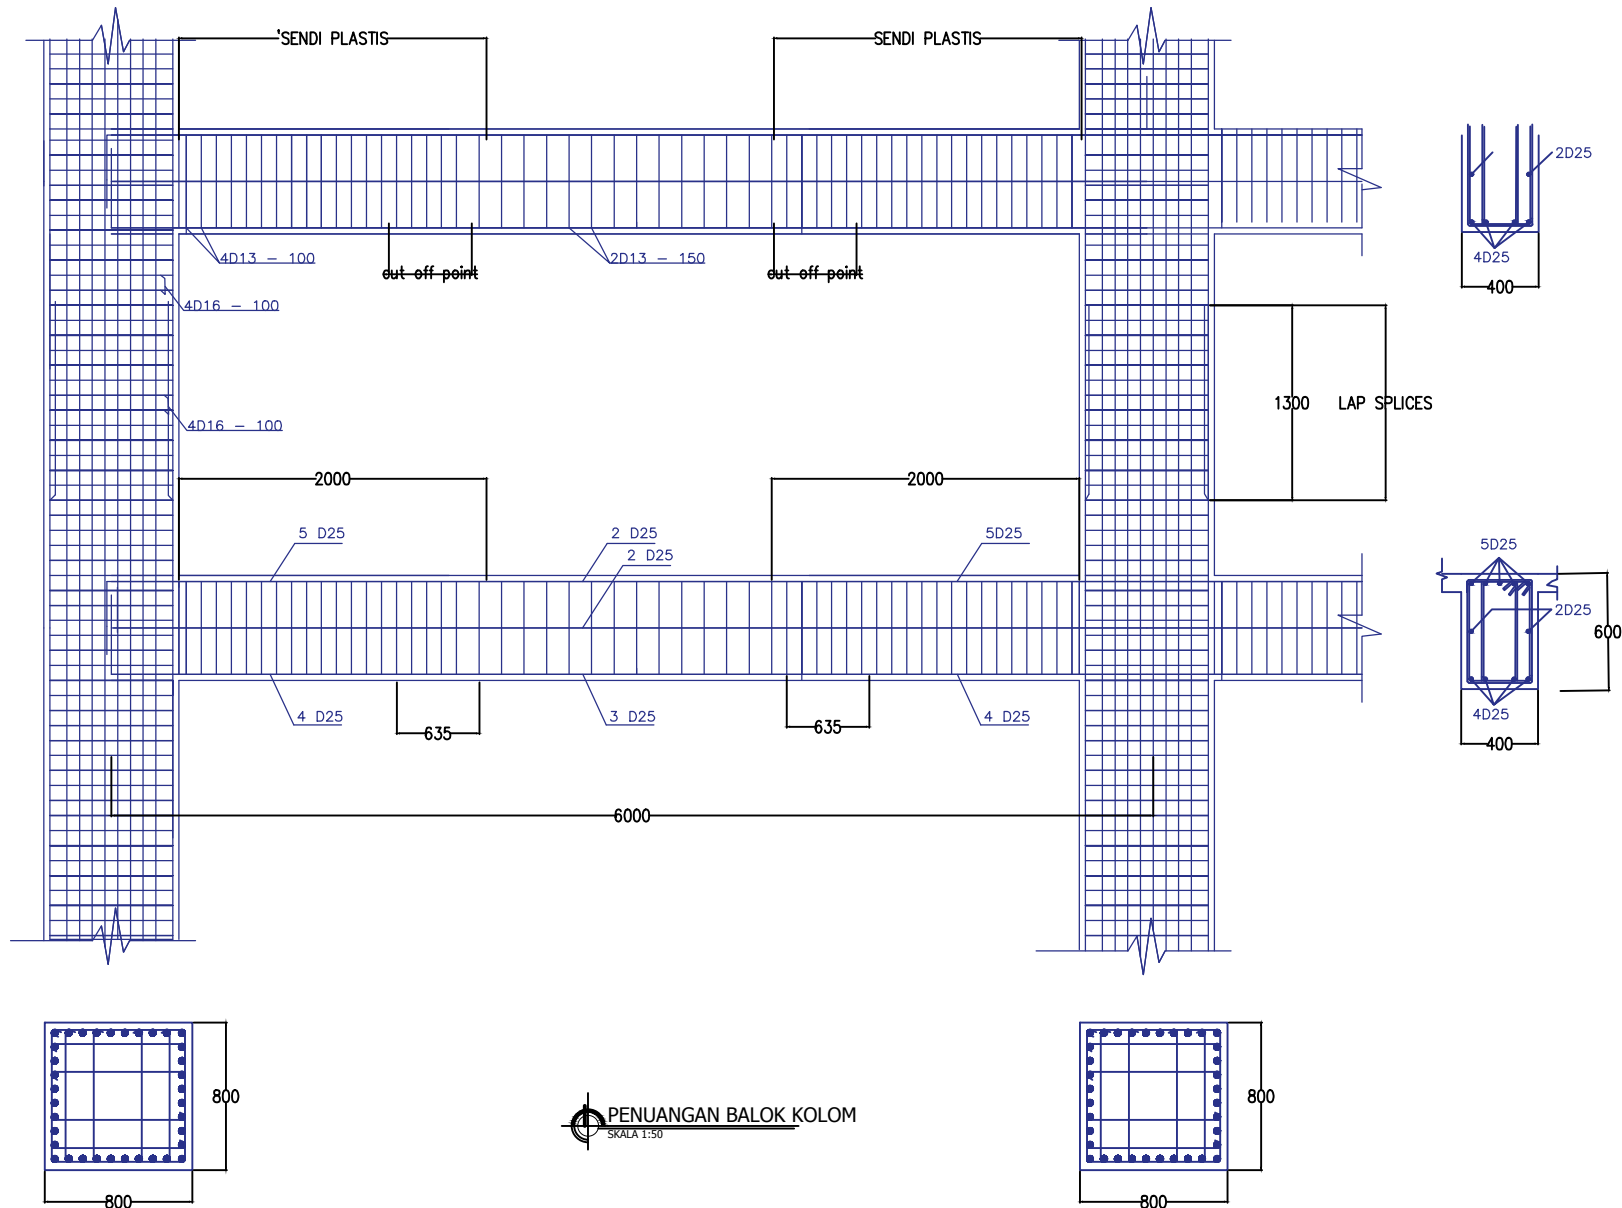 'SENDI PLASTIS
SENDI PLASTIS
2D25
4D25
400
4D13 - 100
cut off point
2D13 - 150
cut off point
4D16 - 100
1300
LAP SPLICES
4D16 - 100
2000
2000
5 D25
2 D25
2 D25
5D25
5D25
2D25
600
4D25
400
4 D25
635
3 D25
635
4 D25
6000
800
800
PENUANGAN BALOK KOLOM
SKALA 1:50
800
800